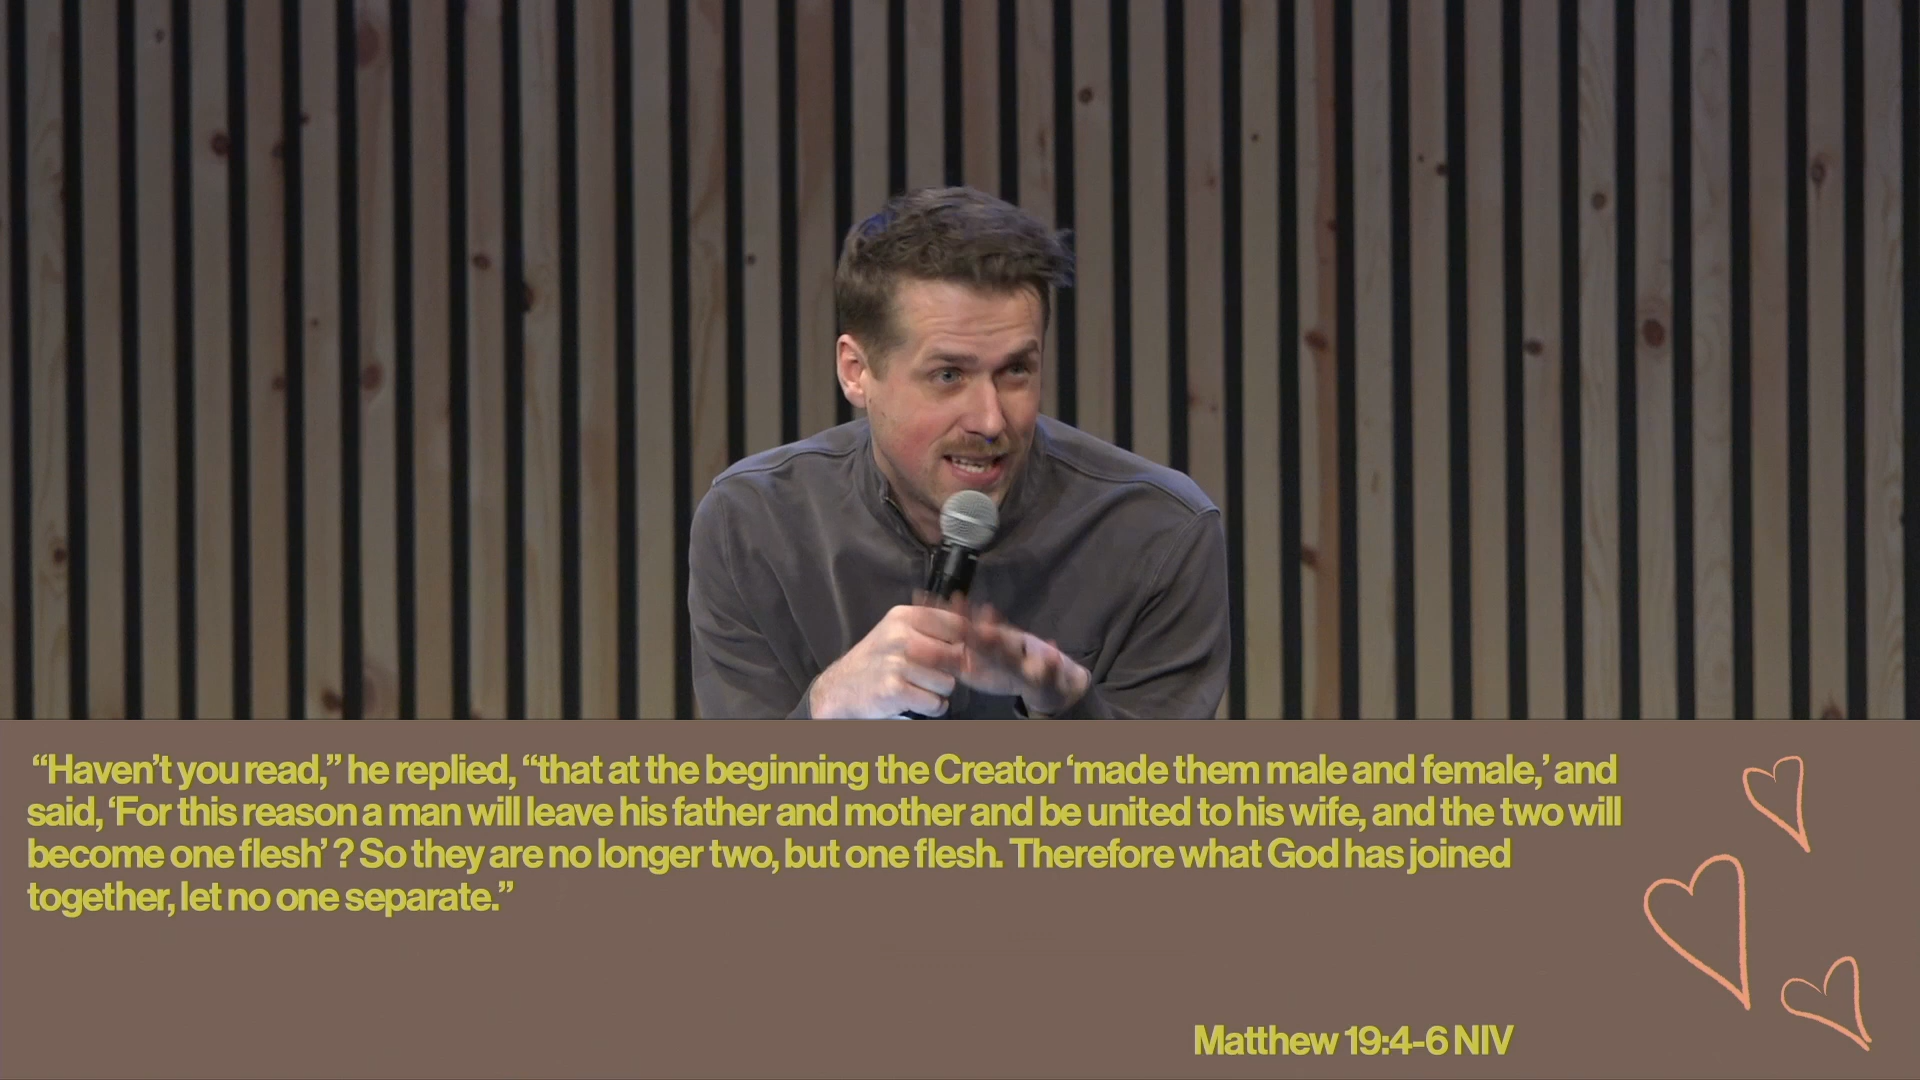 “Haven’t you read,” he replied, “that at the beginning the Creator ‘made them male and female,’ and
said, ‘For this reason a man will leave his father and mother and be united to his wife, and the two will
become one flesh’ ? So they are no longer two, but one flesh. Therefore what God has joined
together, let no one separate.”
Matthew 19:4-6 NIV